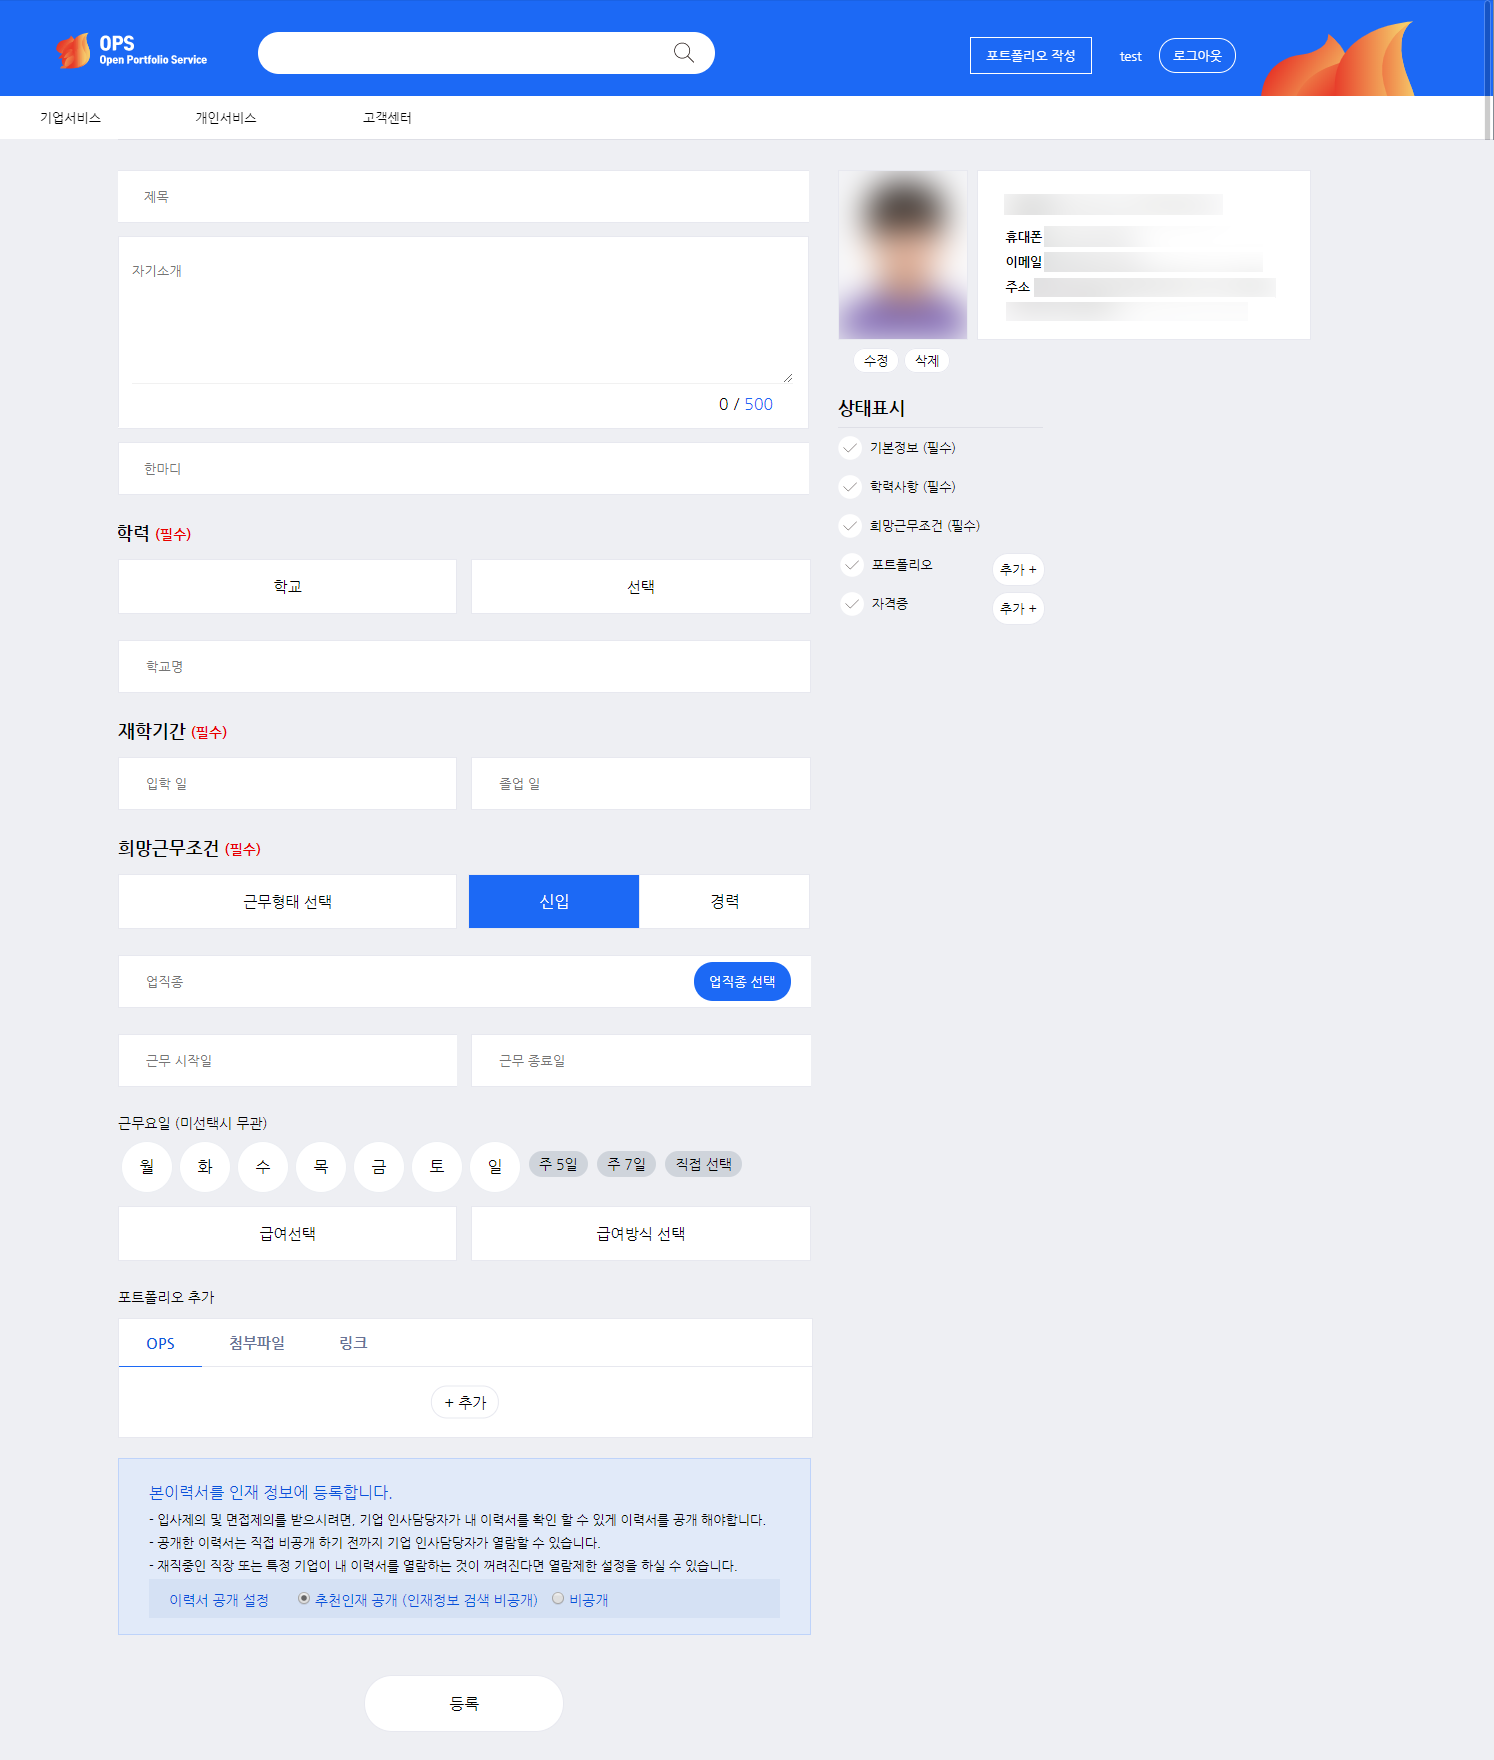 OPS
Open Portfolio Service
포트폴리오 작성
test
로그아웃
기업서비스
개인서비스
고객센터
제목
자기소개
0 / 500
한마디
학력 (필수)
학교
선택
학교명
재학기간 (필수)
입학 일
졸업 일
희망근무조건 (필수)
근무형태 선택
신입
경력
업직종
업직종 선택
근무 시작일
근무 종료일
근무요일 (미선택시 무관)
월
화
수
목
금
토
일
주 5일
주 7일
직접 선택
급여선택
급여방식 선택
포트폴리오 추가
OPS
첨부파일
링크
+ 추가
본이력서를 인재 정보에 등록합니다.
- 입사제의 및 면접제의를 받으시려면, 기업 인사담당자가 내 이력서를 확인 할 수 있게 이력서를 공개 해야합니다.
- 공개한 이력서는 직접 비공개 하기 전까지 기업 인사담당자가 열람할 수 있습니다.
- 재직중인 직장 또는 특정 기업이 내 이력서를 열람하는 것이 꺼려진다면 열람제한 설정을 하실 수 있습니다.
이력서 공개 설정
추천인재 공개 (인재정보 검색 비공개)
비공개
등록
휴대폰
이메일
주소
수정
삭제
상태표시
기본정보 (필수)
학력사항 (필수)
희망근무조건 (필수)
포트폴리오
추가 +
자격증
추가 +